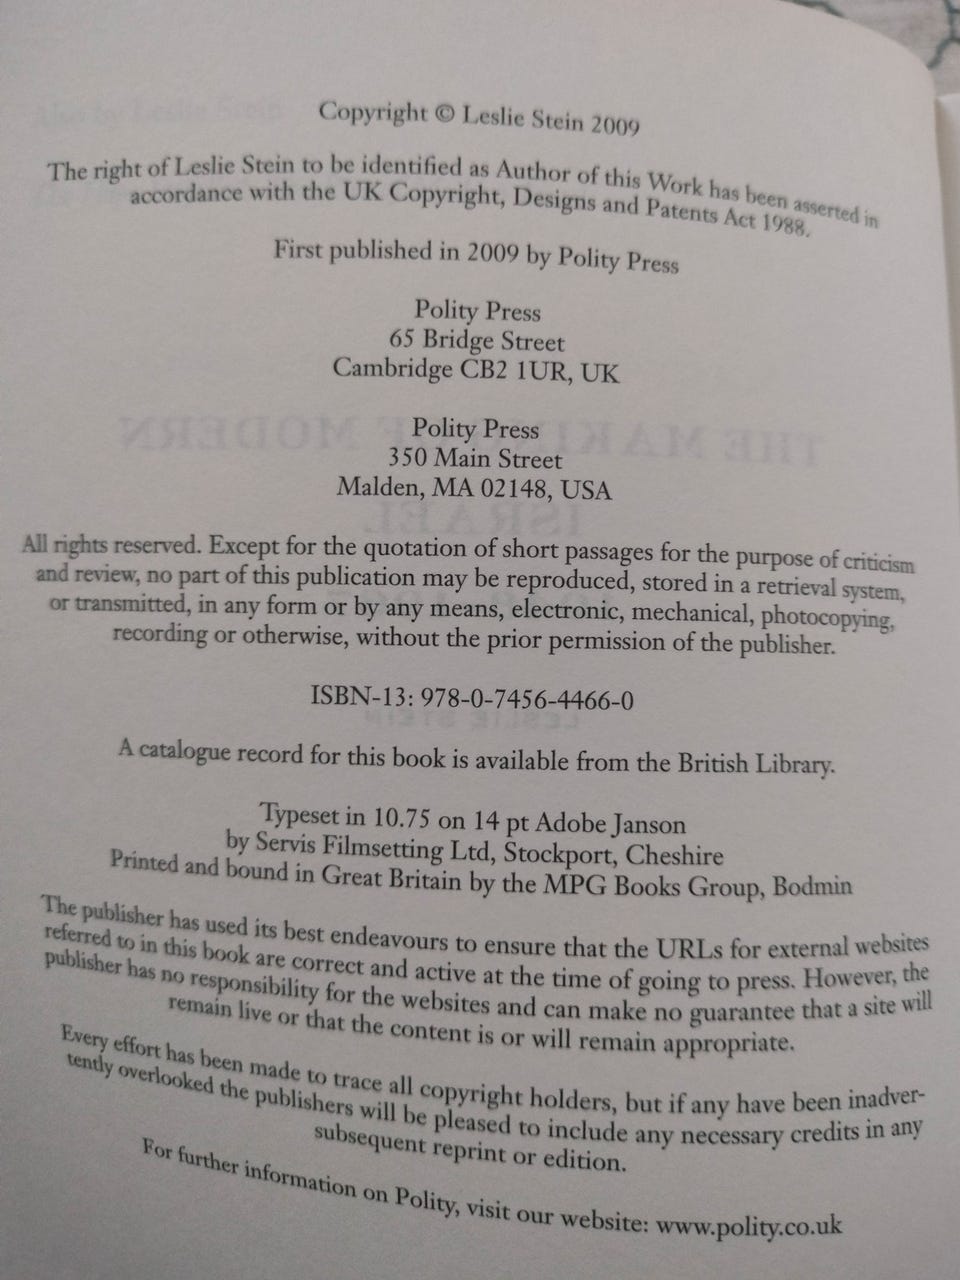 Copyright © Leslie Stein 2009
The right of Leslie Stein to be identified as Author of this Work has been asserted in
accordance with the UK Copyright, Designs and Patents Act 1988.
First published in 2009 by Polity Press
Polity Press
65 Bridge Street
Cambridge CB2 1UR, UK
Polity Press
350 Main Street
Malden, MA 02148, USA
All rights reserved. Except for the quotation of short passages for the purpose of criticism
and review, no part of this publication may be reproduced, stored in a retrieval system,
or transmitted, in any form or by any means, electronic, mechanical, photocopying,
recording or otherwise, without the prior permission of the publisher.
ISBN-13: 978-0-7456-4466-0
A catalogue record for this book is available from the British Library.
Typeset in 10.75 on 14 pt Adobe Janson
by Servis Filmsetting Ltd, Stockport, Cheshire
Printed and bound in Great Britain by the MPG Books Group, Bodmin
The publisher has used its best endeavours to ensure that the URLs for external websites
referred to in this book are correct and active at the time of going to press. However, the
publisher has no responsibility for the websites and can make no guarantee that a site will
remain live or that the content is or will remain appropriate.
Every effort has been made to trace all copyright holders, but if any have been inadver-
tently overlooked the publishers will be pleased to include any necessary credits in any
subsequent reprint or edition.
For further information on Polity, visit our website: www.polity.co.uk